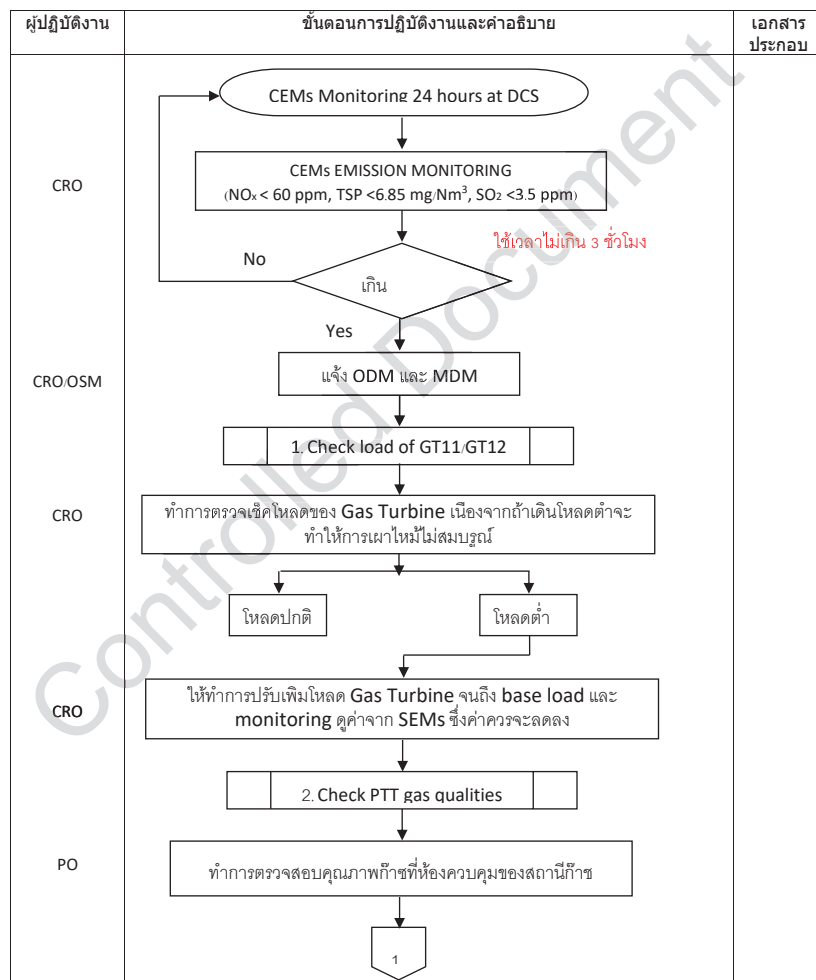 ผู้ปฏิบัติงาน
ขั้นตอนการปฏิบัติงานและคำอธิบาย
เอกสาร
ประกอบ
CEMs Monitoring 24 hours at DCS
CRO
CEMs EMISSION MONITORING
(NOx < 60 ppm, TSP <6.85 mg/Nm³, SO2 <3.5 ppm)
ใช้เวลาไม่เกิน 3 ชั่วโมง
No
เกิน
Yes
CRO/OSM
แจ้ง ODM และ MDM
1. Check load of GT11/GT12
CRO
ทำการตรวจเช็คโหลดของ Gas Turbine เนื่องจากถ้าเดินโหลดต่ำจะ
ทำให้การเผาไหม้ไม่สมบรูณ์
โหลดปกติ
โหลดต่ำ
CRO
ให้ทำการปรับเพิ่มโหลด Gas Turbine จนถึง base load และ
monitoring ดูค่าจาก SEMs ซึ่งค่าควรจะลดลง
2. Check PTT gas qualities
PO
ทำการตรวจสอบคุณภาพก๊าซที่ห้องควบคุมของสถานีก๊าซ
1
Controlled Document